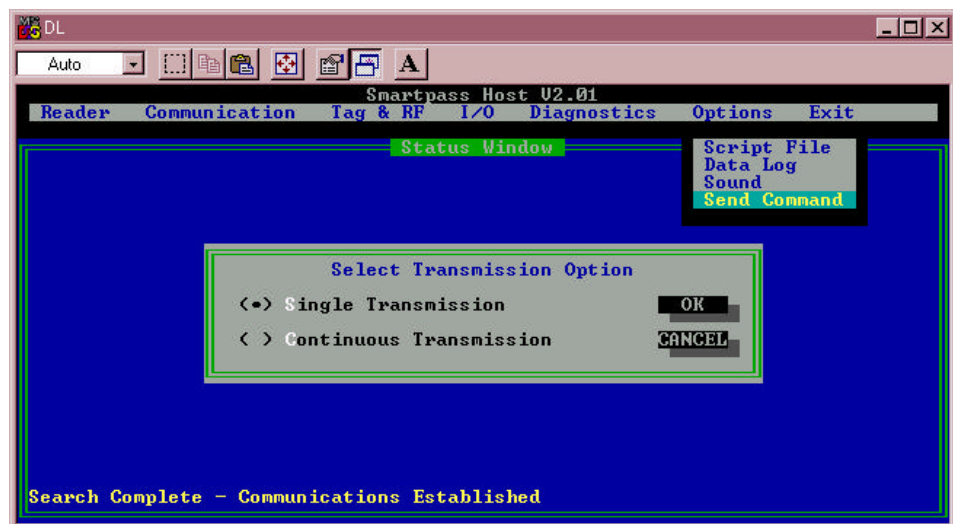 DL
Auto
A
Smartpass Host V2.01
Reader Communication Tag & RF I/O Diagnostics Options Exit
Status Window
Script File
Data Log
Sound
Send Command
Select Transmission Option
(•) Single Transmission OK
( ) Continuous Transmission CANCEL
Search Complete - Communications Established